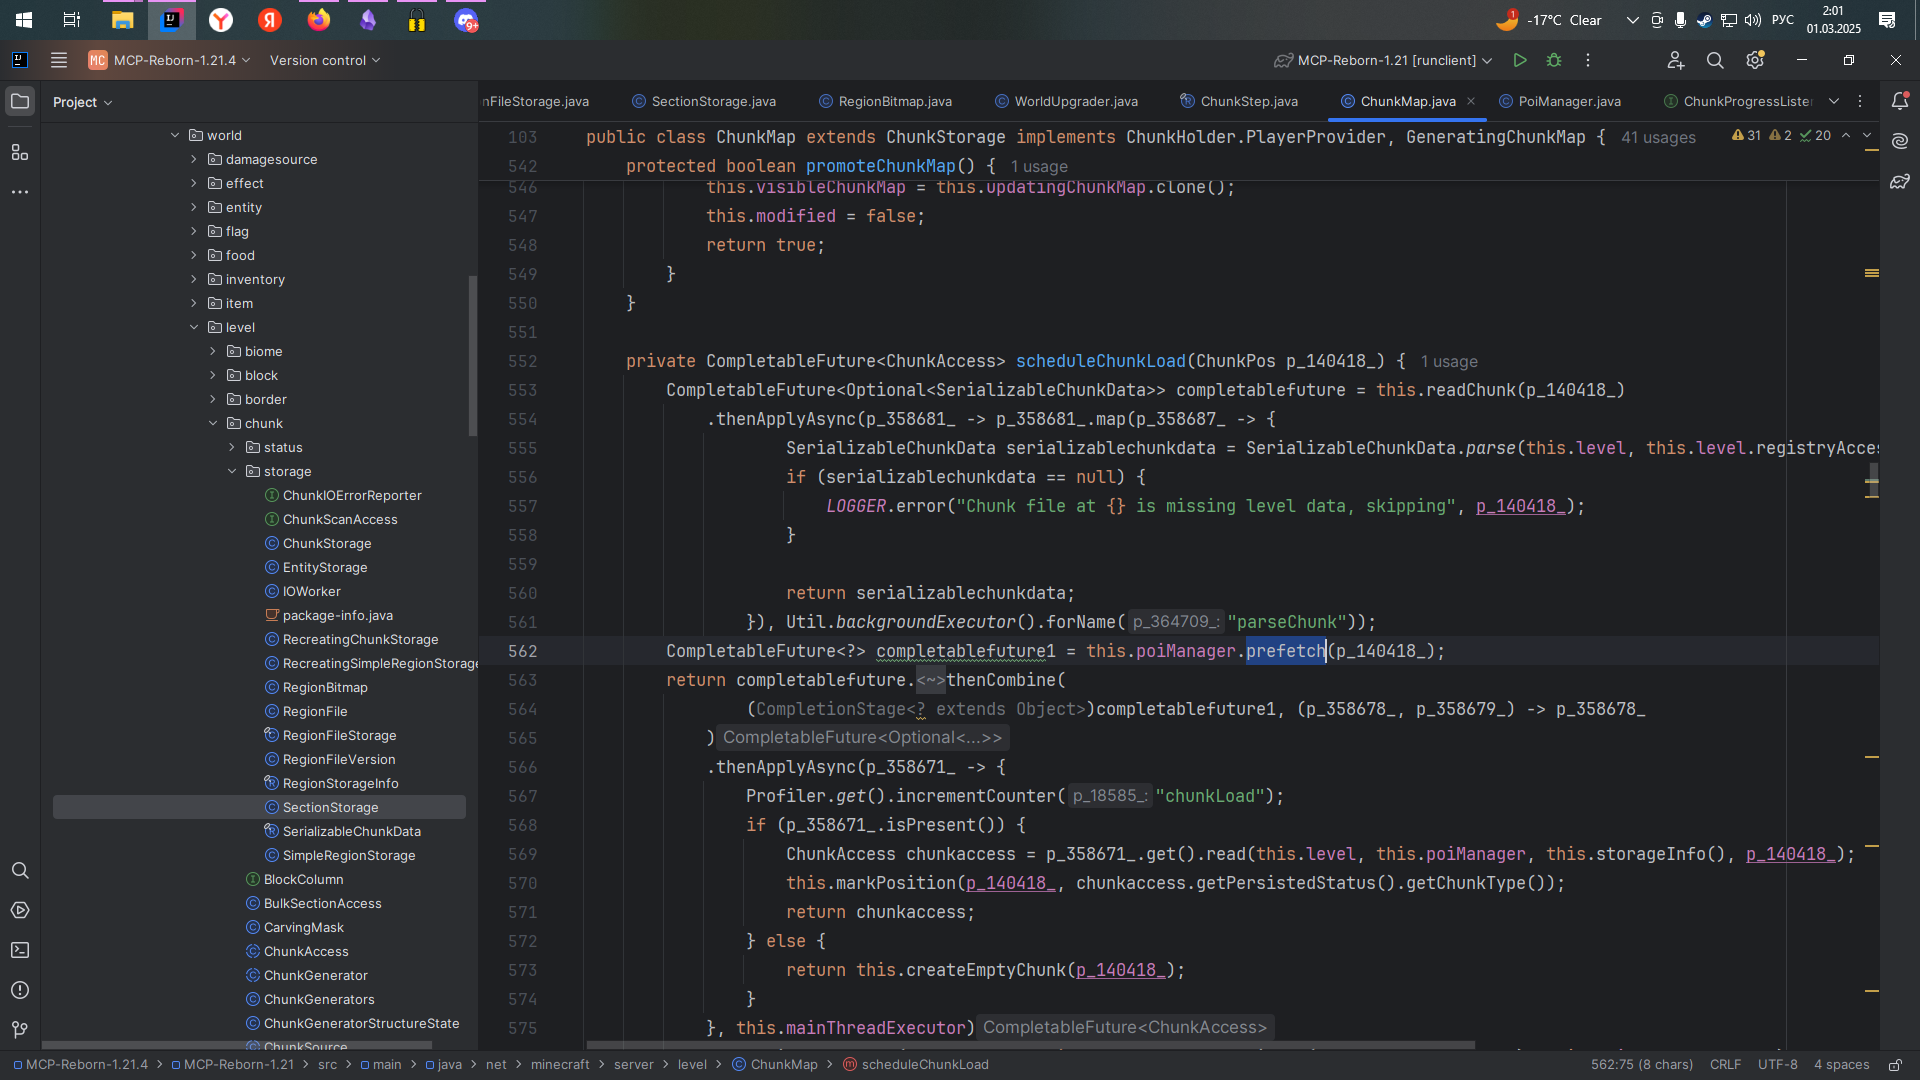 -17°C Clear
РУС
2:01
01.03.2025
9+
1
MC MCP-Reborn-1.21.4
Version control
MCP-Reborn-1.21 [runclient]
Project
nFileStorage.java
SectionStorage.java
RegionBitmap.java
WorldUpgrader.java
ChunkStep.java
ChunkMap.java
PoiManager.java
ChunkProgressListe
world
damagesource
effect
entity
flag
food
inventory
item
level
biome
block
border
chunk
status
storage
ChunkIOErrorReporter
ChunkScanAccess
ChunkStorage
EntityStorage
IOWorker
package-info.java
RecreatingChunkStorage
RecreatingSimpleRegionStorage
RegionBitmap
RegionFile
RegionFileStorage
RegionFileVersion
RegionStorageInfo
SectionStorage
SerializableChunkData
SimpleRegionStorage
BlockColumn
BulkSectionAccess
CarvingMask
ChunkAccess
ChunkGenerator
ChunkGenerators
ChunkGeneratorStructureState
ChunkSource
103 public class ChunkMap extends ChunkStorage implements ChunkHolder.PlayerProvider, GeneratingChunkMap { 41 usages
31 2 20
542 protected boolean promoteChunkMap() { 1 usage
546 this.visibleChunkMap = this.updatingChunkMap.clone();
547 this.modified = false;
548 return true;
549 }
550 }
551
552 private CompletableFuture<ChunkAccess> scheduleChunkLoad(ChunkPos p_140418_) { 1 usage
553 CompletableFuture<Optional<SerializableChunkData>> completablefuture = this.readChunk(p_140418_)
554 .thenApplyAsync(p_358681_ -> p_358681_.map(p_358687_ -> {
555 SerializableChunkData serializablechunkdata = SerializableChunkData.parse(this.level, this.level.registryAcces
556 if (serializablechunkdata == null) {
557 LOGGER.error("Chunk file at {} is missing level data, skipping", p_140418_);
558 }
559
560 return serializablechunkdata;
561 }), Util.backgroundExecutor().forName( p_364709_: "parseChunk"));
562 CompletableFuture<?> completablefuture1 = this.poiManager.prefetch(p_140418_);
563 return completablefuture.<~>thenCombine(
564 (CompletionStage<? extends Object>)completablefuture1, (p_358678_, p_358679_) -> p_358678_
565 ) CompletableFuture<Optional<...>>
566 .thenApplyAsync(p_358671_ -> {
567 Profiler.get().incrementCounter( p_18585_: "chunkLoad");
568 if (p_358671_.isPresent()) {
569 ChunkAccess chunkaccess = p_358671_.get().read(this.level, this.poiManager, this.storageInfo(), p_140418_);
570 this.markPosition(p_140418_, chunkaccess.getPersistedStatus().getChunkType());
571 return chunkaccess;
572 } else {
573 return this.createEmptyChunk(p_140418_);
574 }
575 }, this.mainThreadExecutor) CompletableFuture<ChunkAccess>
MCP-Reborn-1.21.4 > MCP-Reborn-1.21 > src > main > java > net > minecraft > server > level > ChunkMap > scheduleChunkLoad
562:75 (8 chars) CRLF UTF-8 4 spaces